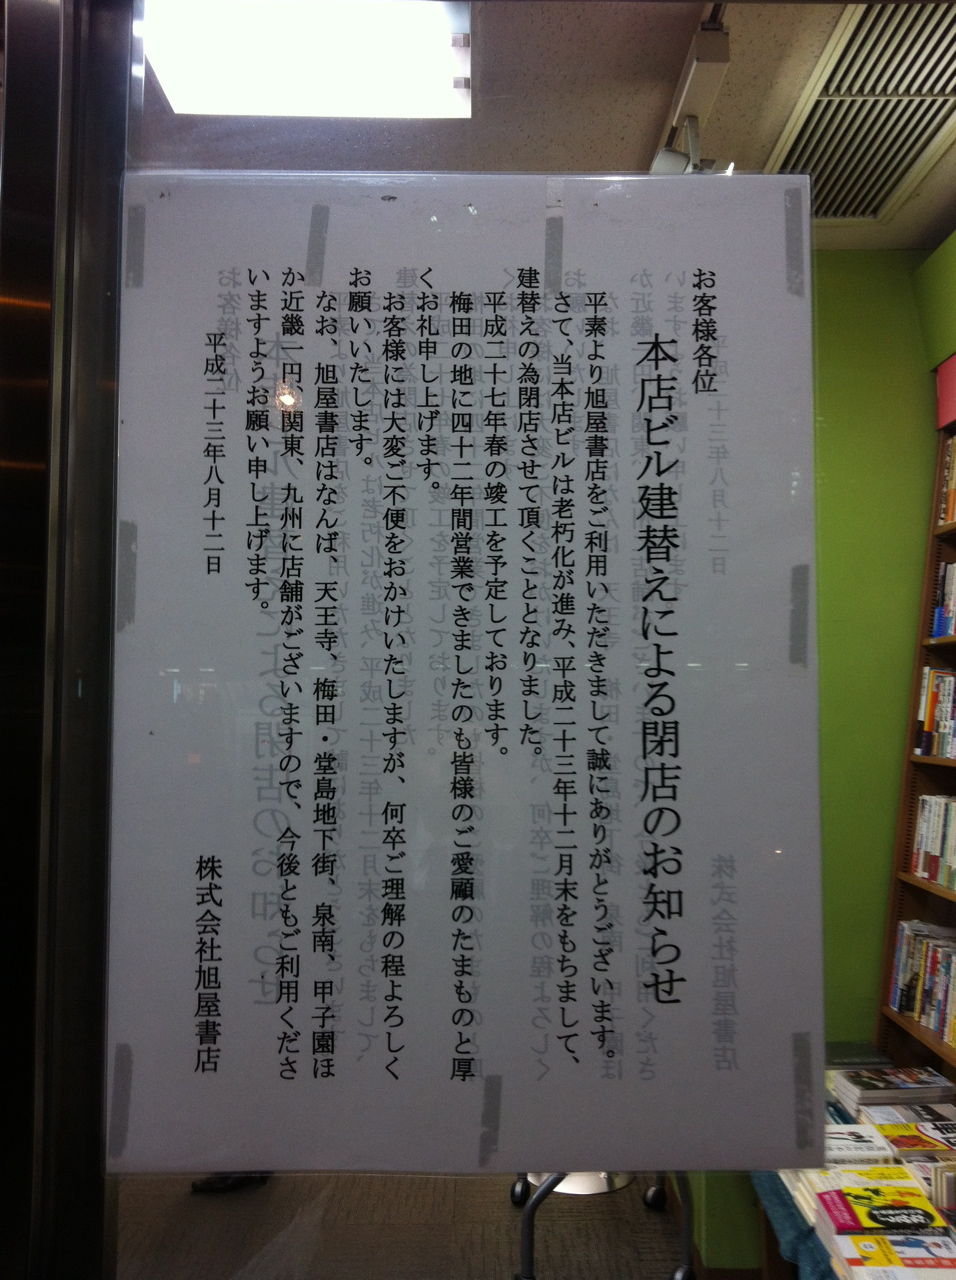 お客様各位
本店ビル建替えによる閉店のお知らせ
平素より旭屋書店をご利用いただきまして誠にありがとうございます。
さて、当本店ビルは老朽化が進み、平成二十三年十二月末をもちまして、
建替えの為閉店させて頂くこととなりました。
平成二十七年春の竣工を予定しております。
梅田の地に四十二年間営業できましたのも皆様のご愛顧のたまものと厚
くお礼申し上げます。
お客様には大変ご不便をおかけいたしますが、何卒ご理解の程よろしく
お願いいたします。
なお、旭屋書店はなんば、天王寺、梅田・堂島地下街、泉南、甲子園ほ
か近畿一円、関東、九州に店舗がございますので、今後ともご利用くださ
いますようお願い申し上げます。
平成二十三年八月十二日
株式会社旭屋書店